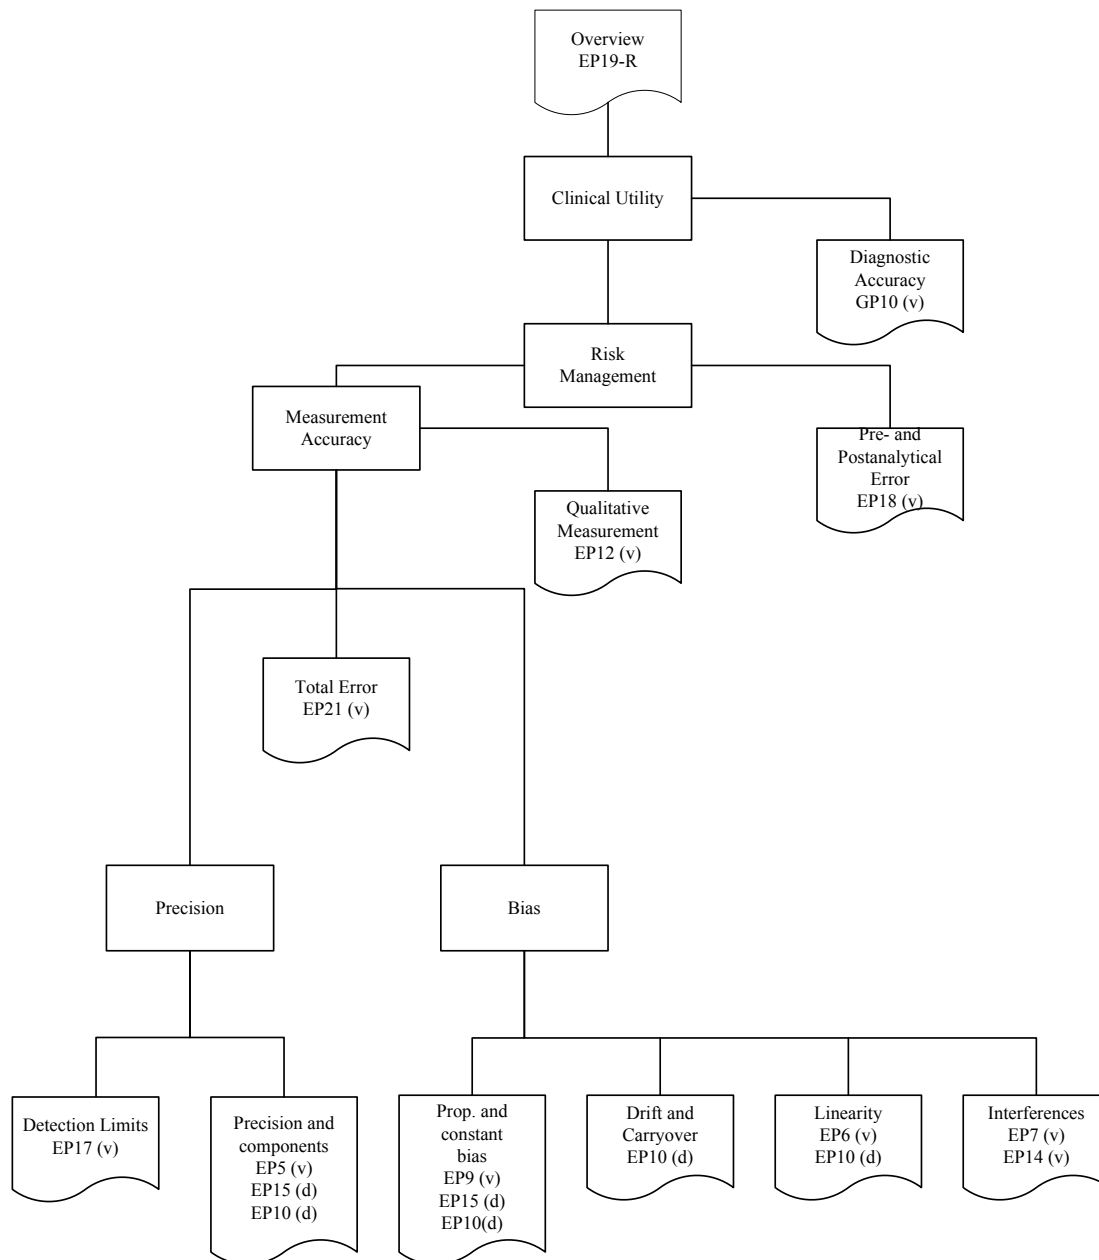 Overview
EP19-R
Clinical Utility
Diagnostic
Accuracy
GP10 (v)
Risk
Management
Measurement
Accuracy
Pre- and
Postanalytical
Error
EP18 (v)
Qualitative
Measurement
EP12 (v)
Total Error
EP21 (v)
Precision
Bias
Detection Limits
EP17 (v)
Precision and
components
EP5 (v)
EP15 (d)
EP10 (d)
Prop. and
constant
bias
EP9 (v)
EP15 (d)
EP10(d)
Drift and
Carryover
EP10 (d)
Linearity
EP6 (v)
EP10 (d)
Interferences
EP7 (v)
EP14 (v)